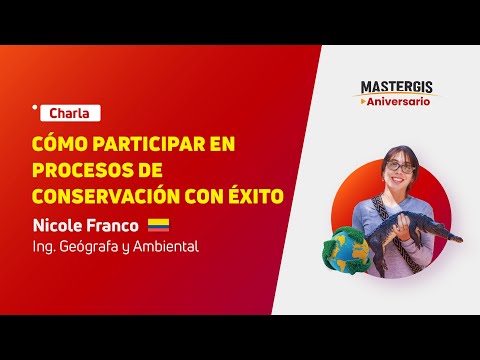 Charla
CÓMO PARTICIPAR EN
PROCESOS DE
CONSERVACIÓN CON ÉXITO
Nicole Franco
Ing. Geógrafa y Ambiental
MASTERGIS
Aniversario